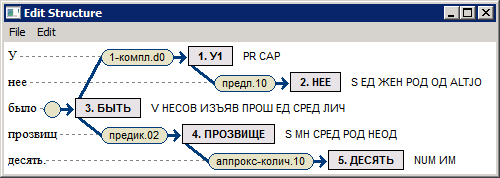 Edit Structure
File Edit
У 1-компл.d0 1. У1 PR CAP
нее предл.10 2. НЕЕ S ЕД ЖЕН РОД ОД ALTJO
было 3. БЫТЬ V НЕСОВ ИЗЪЯВ ПРОШ ЕД СРЕД ЛИЧ
прозвищ предик.02 4. ПРОЗВИЩЕ S МН СРЕД РОД НЕОД
десять. аппрокс-колич.10 5. ДЕСЯТЬ NUM ИМ